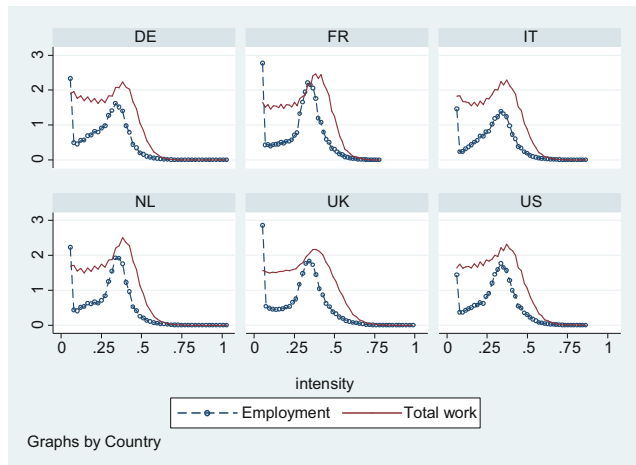 DE FR IT
3
2
1
0
NL UK US
3
2
1
0
0 .25 .5 .75 1 0 .25 .5 .75 1 0 .25 .5 .75 1
intensity
Employment Total work
Graphs by Country